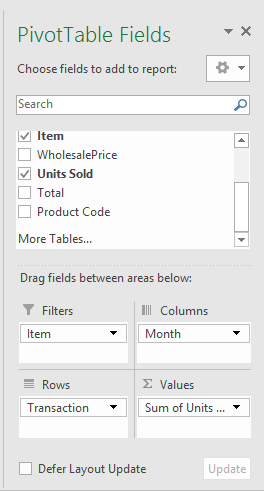 PivotTable Fields
Choose fields to add to report:
Search
Item
WholesalePrice
Units Sold
Total
Product Code
More Tables...
Drag fields between areas below:
Filters
Columns
Item
Month
Rows
Σ Values
Transaction
Sum of Units ...
Defer Layout Update
Update